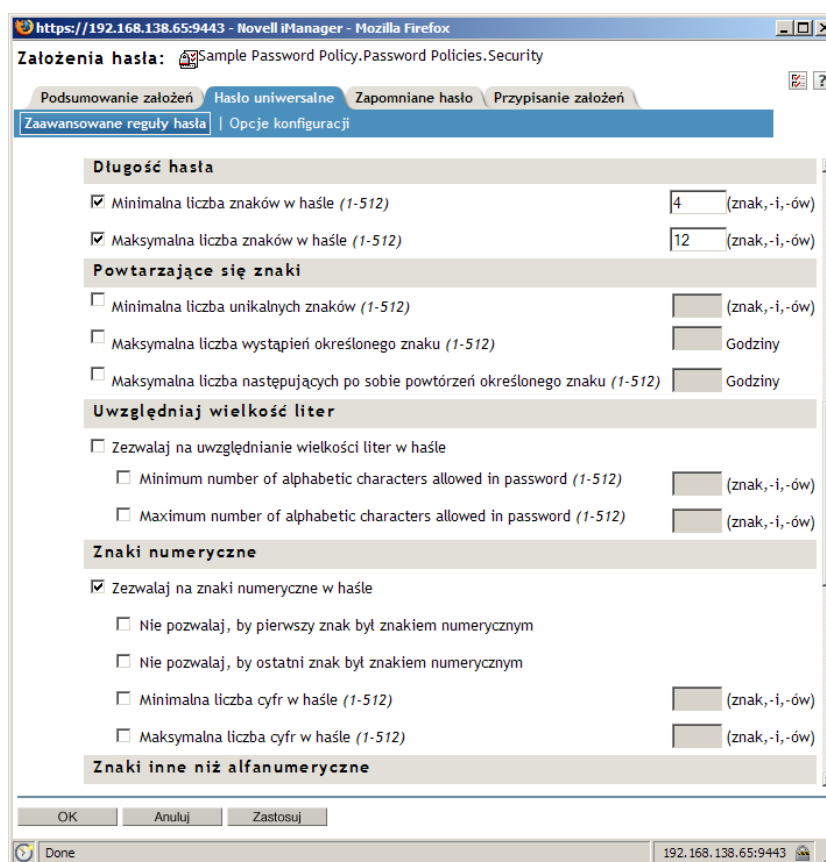 https://192.168.138.65:9443 - Novell iManager - Mozilla Firefox
Założenia hasła: Sample Password Policy.Password Policies.Security
?
Podsumowanie założeń Hasło uniwersalne Zapomniane hasło Przypisanie założeń
Zaawansowane reguły hasła | Opcje konfiguracji
Długość hasła
Minimalna liczba znaków w haśle (1-512) 4 (znak,-i,-ów)
Maksymalna liczba znaków w haśle (1-512) 12 (znak,-i,-ów)
Powtarzające się znaki
Minimalna liczba unikalnych znaków (1-512) (znak,-i,-ów)
Maksymalna liczba wystąpień określonego znaku (1-512) Godziny
Maksymalna liczba następujących po sobie powtórzeń określonego znaku (1-512) Godziny
Uwzględniaj wielkość liter
Zezwalaj na uwzględnianie wielkości liter w haśle
Minimum number of alphabetic characters allowed in password (1-512) (znak,-i,-ów)
Maximum number of alphabetic characters allowed in password (1-512) (znak,-i,-ów)
Znaki numeryczne
Zezwalaj na znaki numeryczne w haśle
Nie pozwalaj, by pierwszy znak był znakiem numerycznym
Nie pozwalaj, by ostatni znak był znakiem numerycznym
Minimalna liczba cyfr w haśle (1-512) (znak,-i,-ów)
Maksymalna liczba cyfr w haśle (1-512) (znak,-i,-ów)
Znaki inne niż alfanumeryczne
OK Anuluj Zastosuj
Done 192.168.138.65:9443